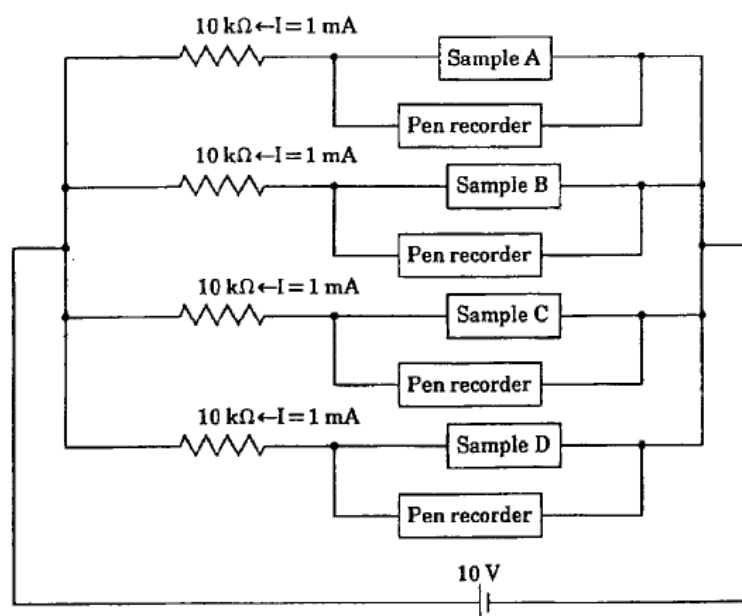 10 kΩ←I = 1 mA
Sample A
Pen recorder
10 kΩ←I = 1 mA
Sample B
Pen recorder
10 kΩ←I = 1 mA
Sample C
Pen recorder
10 kΩ←I = 1 mA
Sample D
Pen recorder
10 V